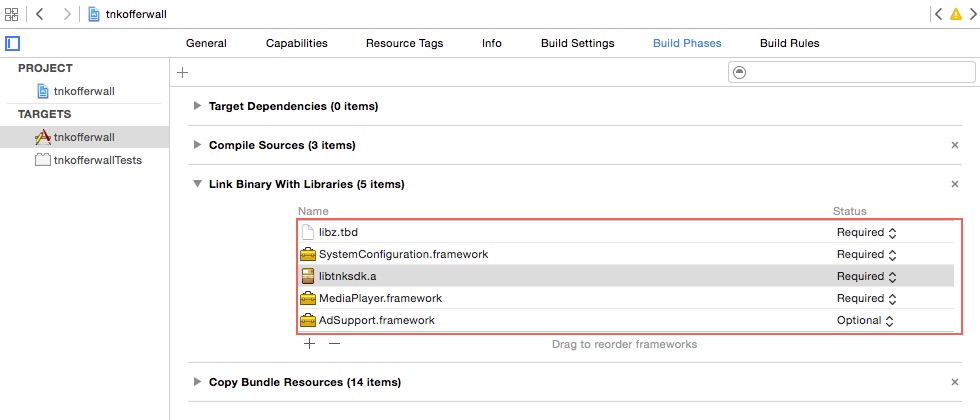 tnkofferwall
General Capabilities Resource Tags Info Build Settings Build Phases Build Rules
PROJECT
tnkofferwall
TARGETS
tnkofferwall
tnkofferwallTests
Target Dependencies (0 items)
Compile Sources (3 items)
Link Binary With Libraries (5 items)
Name Status
libz.tbd Required
SystemConfiguration.framework Required
libtnksdk.a Required
MediaPlayer.framework Required
AdSupport.framework Optional
Drag to reorder frameworks
Copy Bundle Resources (14 items)